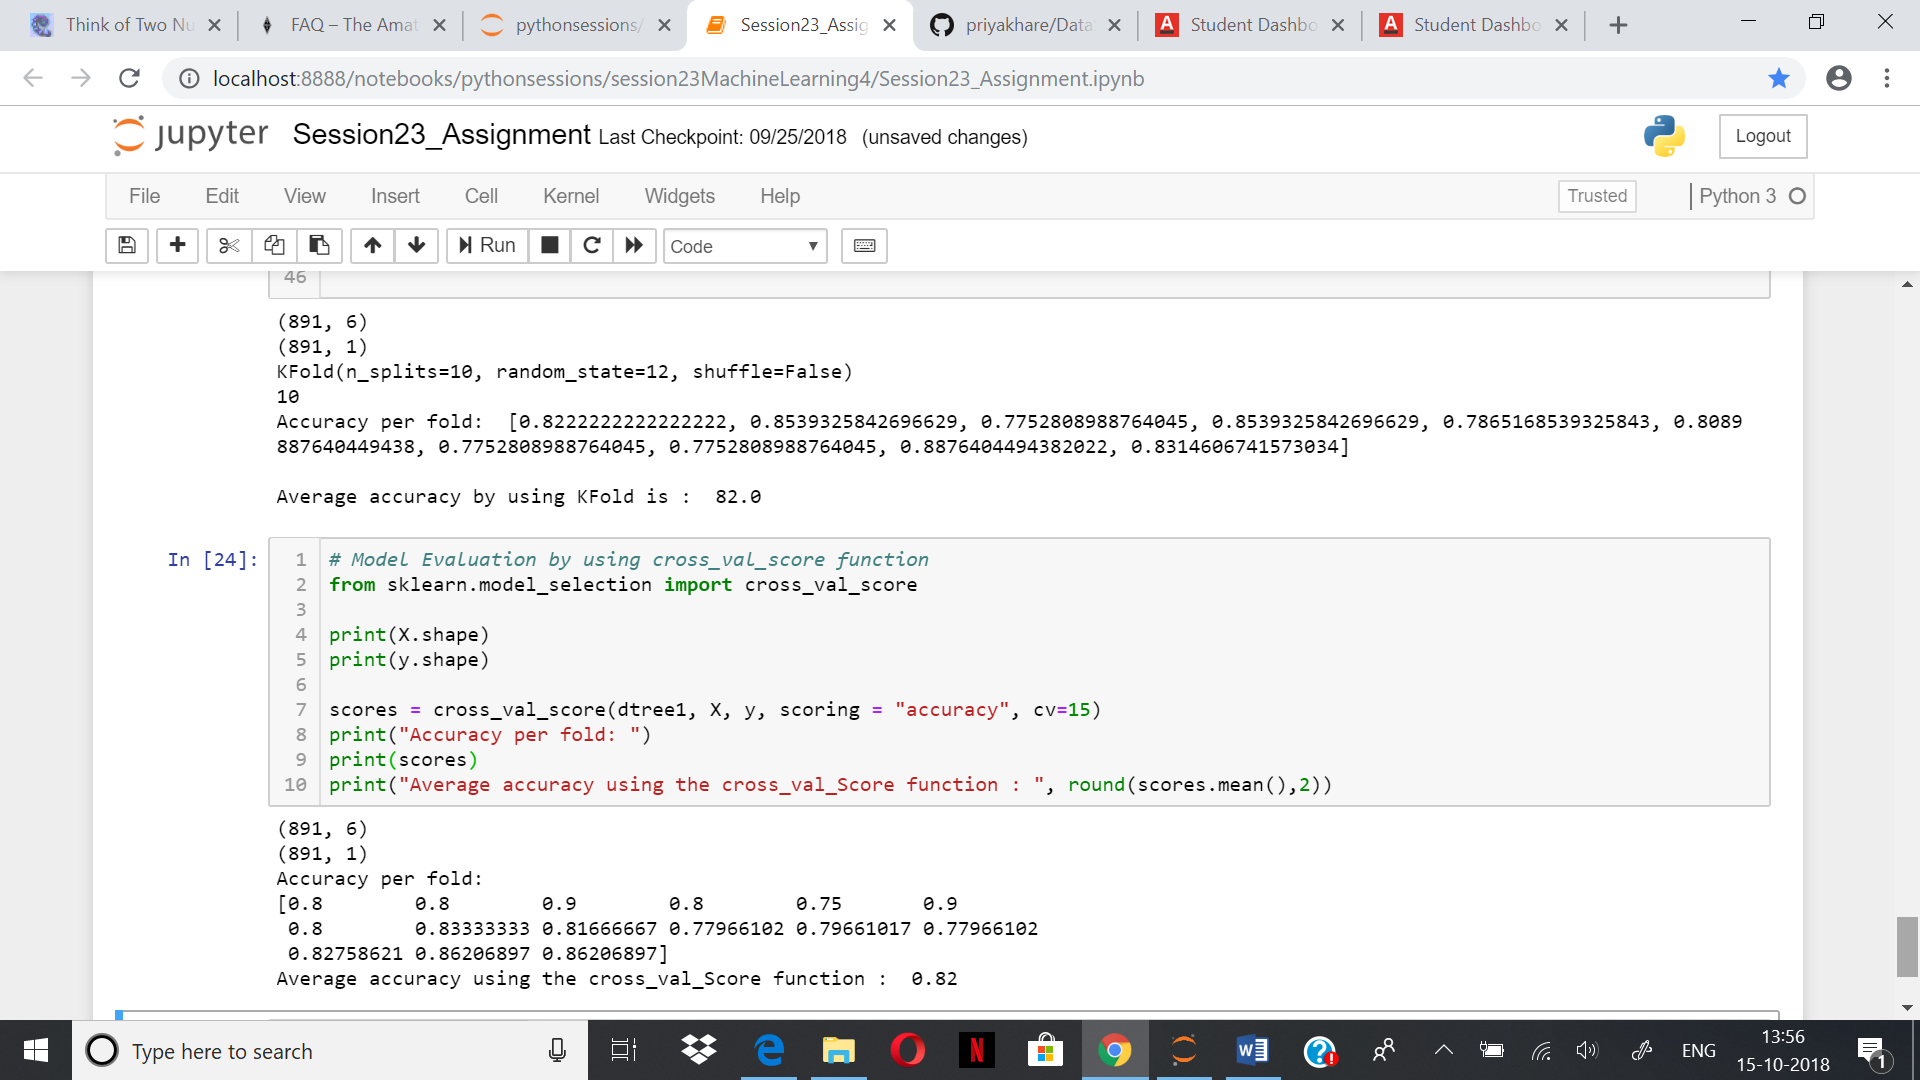 Think of Two Nu
FAQ – The Amat
pythonsessions/
Session23_Assig
priyakhare/Data
Student Dashbo
Student Dashbo
localhost:8888/notebooks/pythonsessions/session23MachineLearning4/Session23_Assignment.ipynb
jupyter Session23_Assignment Last Checkpoint: 09/25/2018 (unsaved changes)
Logout
File Edit View Insert Cell Kernel Widgets Help Trusted Python 3
Run Code
46
(891, 6)
(891, 1)
KFold(n_splits=10, random_state=12, shuffle=False)
10
Accuracy per fold:  [0.8222222222222222, 0.8539325842696629, 0.7752808988764045, 0.8539325842696629, 0.7865168539325843, 0.8089
887640449438, 0.7752808988764045, 0.7752808988764045, 0.8876404494382022, 0.8314606741573034]
Average accuracy by using KFold is :  82.0
In [24]:
1 # Model Evaluation by using cross_val_score function
2 from sklearn.model_selection import cross_val_score
3
4 print(X.shape)
5 print(y.shape)
6
7 scores = cross_val_score(dtree1, X, y, scoring = "accuracy", cv=15)
8 print("Accuracy per fold: ")
9 print(scores)
10 print("Average accuracy using the cross_val_Score function : ", round(scores.mean(),2))
(891, 6)
(891, 1)
Accuracy per fold:
[0.8        0.8        0.9        0.8        0.75       0.9
 0.8        0.83333333 0.81666667 0.77966102 0.79661017 0.77966102
 0.82758621 0.86206897 0.86206897]
Average accuracy using the cross_val_Score function :  0.82
Type here to search
ENG
13:56
15-10-2018
1